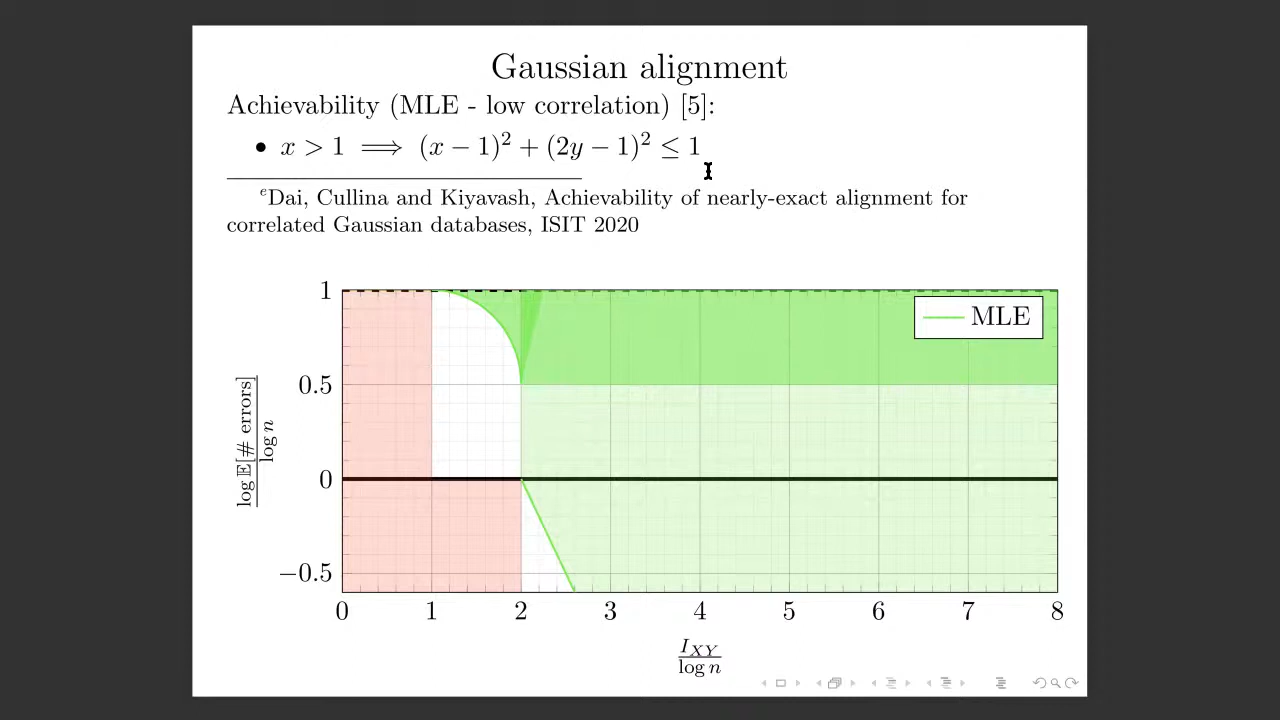 Gaussian alignment
Achievability (MLE - low correlation) [5]:
• x > 1 ⟹ (x − 1)² + (2y − 1)² ≤ 1
ᵉDai, Cullina and Kiyavash, Achievability of nearly-exact alignment for
correlated Gaussian databases, ISIT 2020
1
MLE
0.5
log 𝔼[# errors]
log n
0
−0.5
0 1 2 3 4 5 6 7 8
I_XY
log n